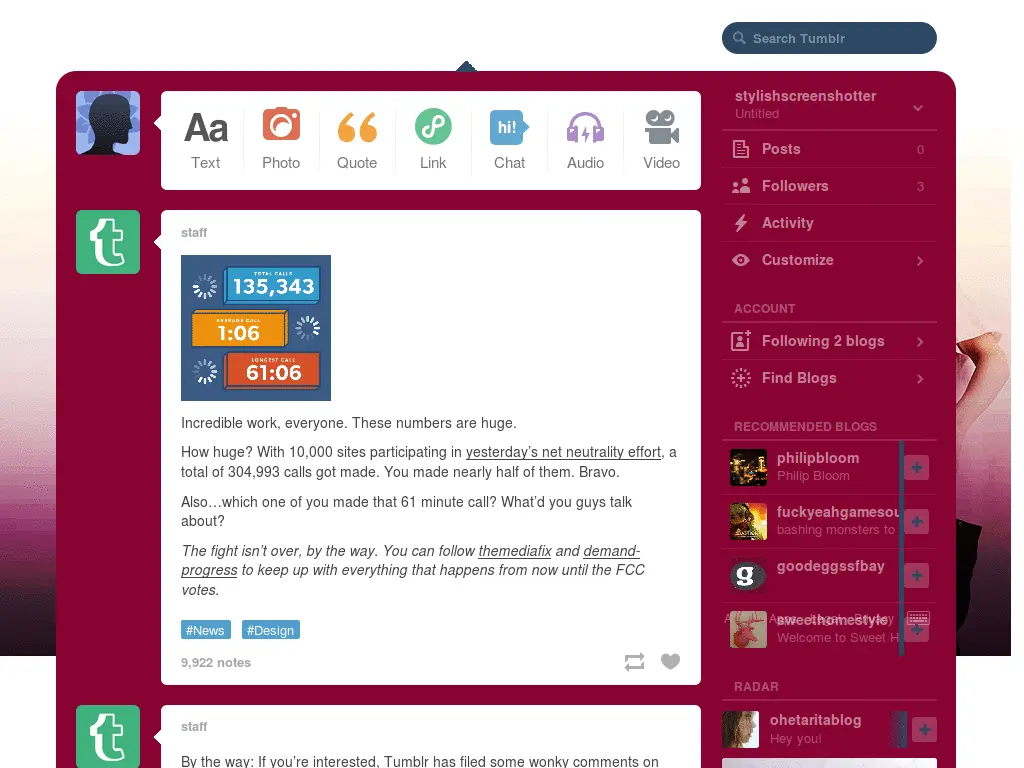 Search Tumblr
Aa
Text
Photo
Quote
Link
hi!
Chat
Audio
Video
stylishscreenshotter
Untitled
Posts 0
Followers 3
Activity
Customize
ACCOUNT
Following 2 blogs
Find Blogs
RECOMMENDED BLOGS
philipbloom
Philip Bloom
fuckyeahgamesou
bashing monsters to
g
goodeggssfbay
sweethomestyle
Welcome to Sweet H
Legal Privacy
RADAR
ohetaritablog
Hey you!
t
staff
TOTAL CALLS
135,343
AVERAGE CALL
1:06
LONGEST CALL
61:06
Incredible work, everyone. These numbers are huge.
How huge? With 10,000 sites participating in yesterday's net neutrality effort, a
total of 304,993 calls got made. You made nearly half of them. Bravo.
Also…which one of you made that 61 minute call? What'd you guys talk
about?
The fight isn't over, by the way. You can follow themediafix and demand-
progress to keep up with everything that happens from now until the FCC
votes.
#News #Design
9,922 notes
t
staff
By the way: If you're interested, Tumblr has filed some wonky comments on